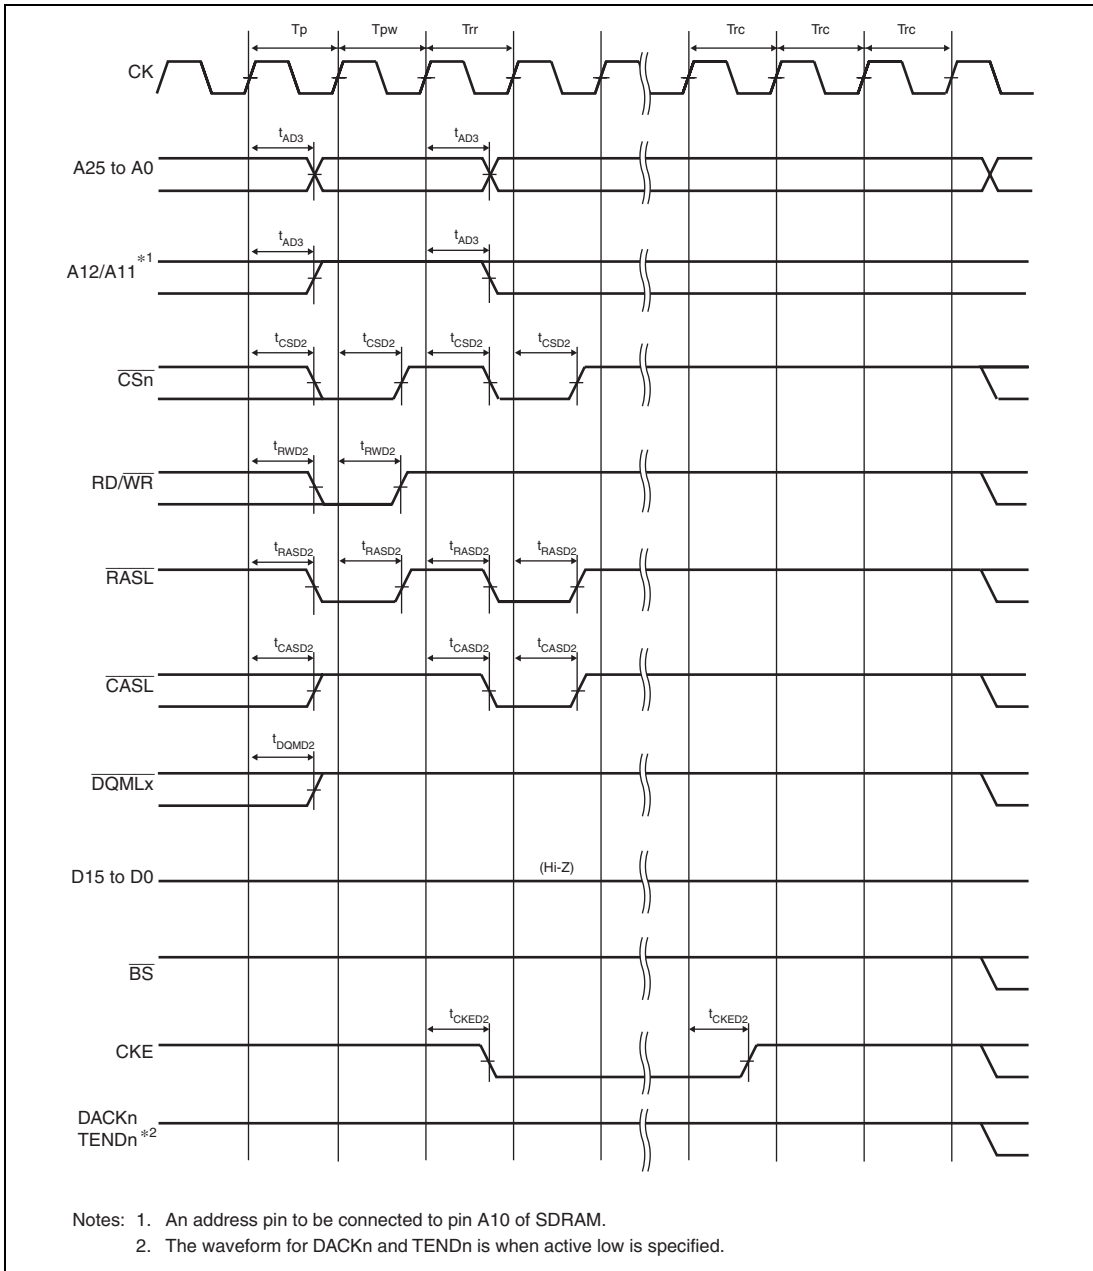 Tp Tpw Trr Trc Trc Trc
CK
tAD3 tAD3
A25 to A0
tAD3 tAD3
A12/A11 *1
tCSD2 tCSD2 tCSD2 tCSD2
CSn
tRWD2 tRWD2
RD/WR
tRASD2 tRASD2 tRASD2 tRASD2
RASL
tCASD2 tCASD2 tCASD2
CASL
tDQMD2
DQMLx
(Hi-Z)
D15 to D0
BS
tCKED2 tCKED2
CKE
DACKn
TENDn *2
Notes: 1. An address pin to be connected to pin A10 of SDRAM.
2. The waveform for DACKn and TENDn is when active low is specified.